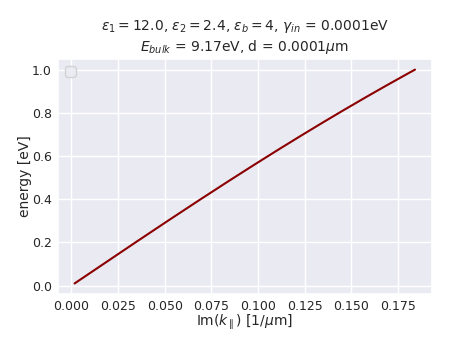 ε₁ = 12.0, ε₂ = 2.4, ε_b = 4, γ_in = 0.0001eV
E_bulk = 9.17eV, d = 0.0001μm
1.0
0.8
0.6
0.4
0.2
0.0
energy [eV]
0.000 0.025 0.050 0.075 0.100 0.125 0.150 0.175
Im(k_∥) [1/μm]